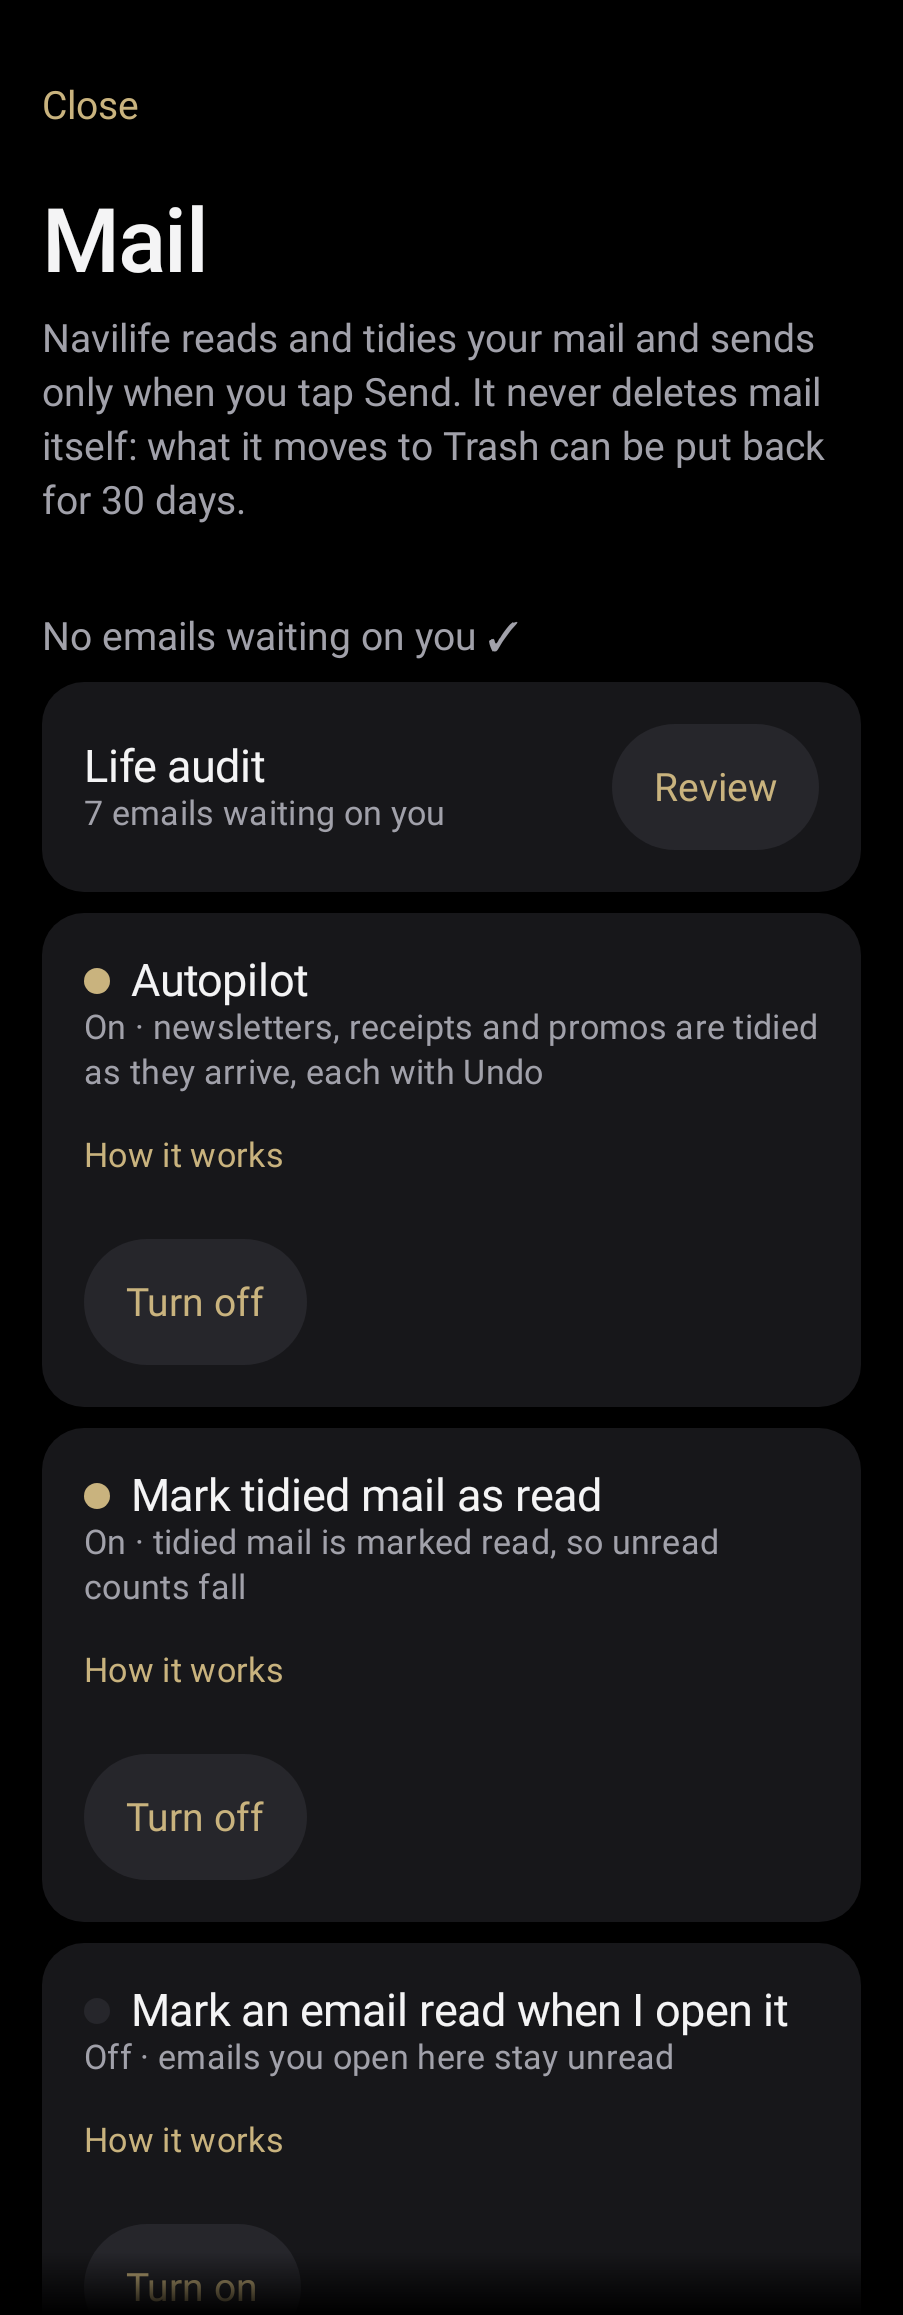 Close
Mail
Navilife reads and tidies your mail and sends
only when you tap Send. It never deletes mail
itself: what it moves to Trash can be put back
for 30 days.
No emails waiting on you ✓
Life audit
7 emails waiting on you
Review
Autopilot
On · newsletters, receipts and promos are tidied
as they arrive, each with Undo
How it works
Turn off
Mark tidied mail as read
On · tidied mail is marked read, so unread
counts fall
How it works
Turn off
Mark an email read when I open it
Off · emails you open here stay unread
How it works
Turn on